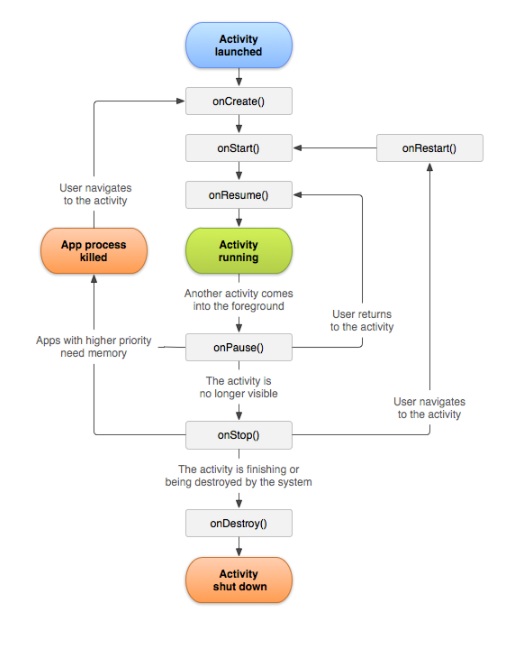 Activity
launched
onCreate()
onStart()
onRestart()
User navigates
to the activity
onResume()
App process
killed
Activity
running
Another activity comes
into the foreground
User returns
to the activity
Apps with higher priority
need memory
onPause()
The activity is
no longer visible
User navigates
to the activity
onStop()
The activity is finishing or
being destroyed by the system
onDestroy()
Activity
shut down